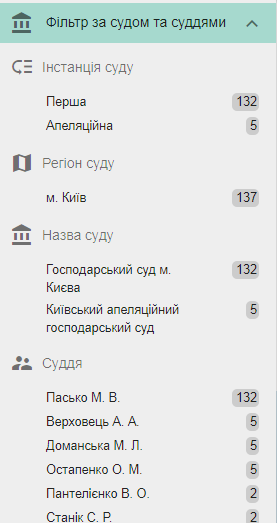 Фільтр за судом та суддями
Інстанція суду
Перша 132
Апеляційна 5
Регіон суду
м. Київ 137
Назва суду
Господарський суд м. 132
Києва
Київський апеляційний 5
господарський суд
Суддя
Пасько М. В. 132
Верховець А. А. 5
Доманська М. Л. 5
Остапенко О. М. 5
Пантелієнко В. О. 2
Станік С. Р. 2